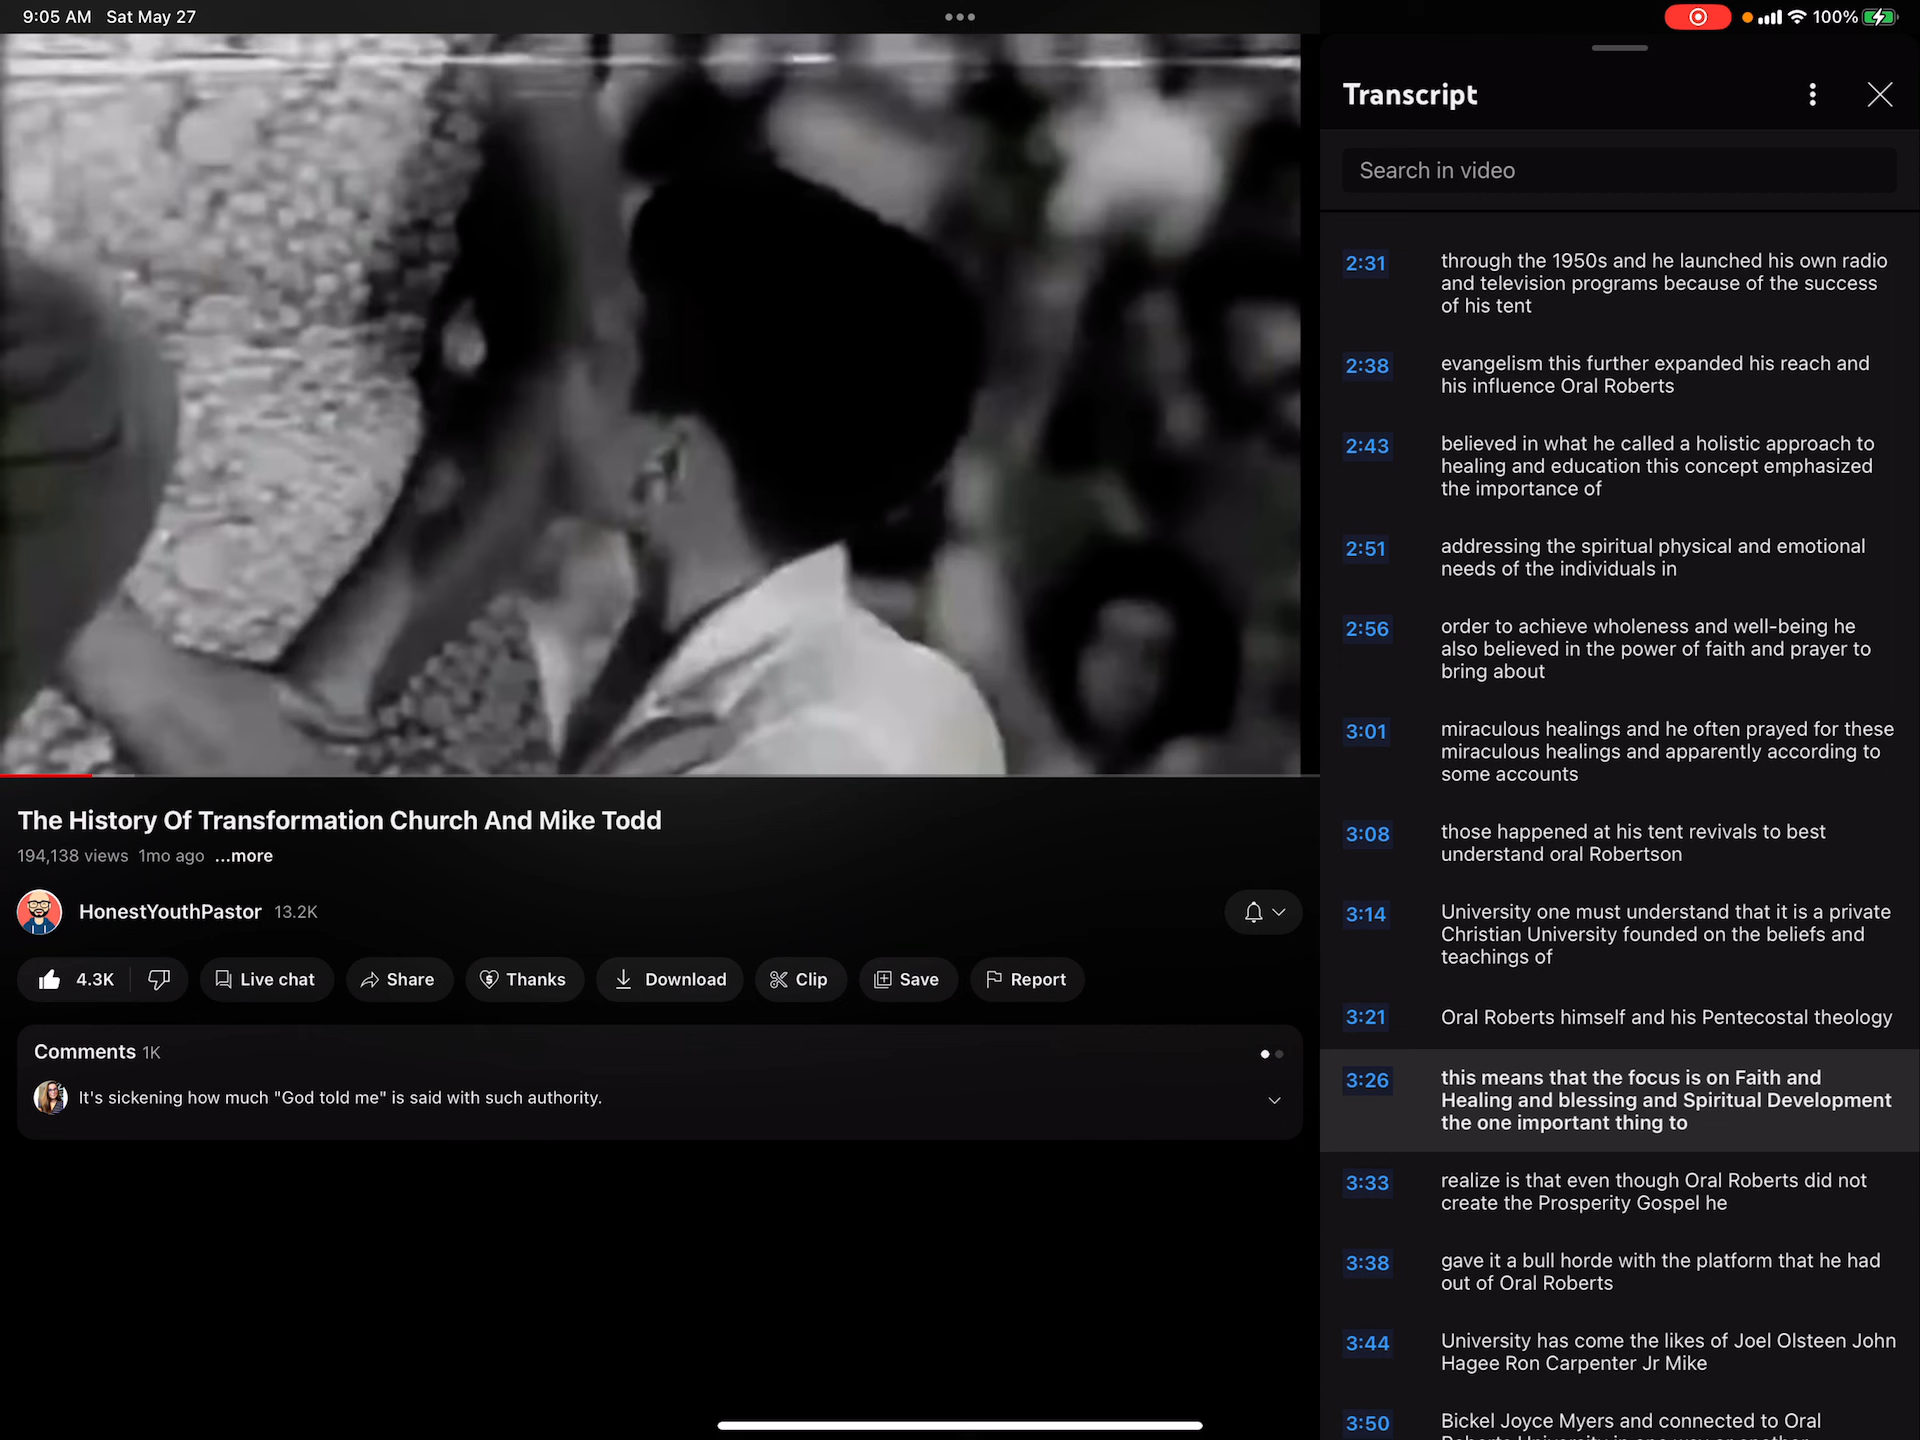 9:05 AM Sat May 27
100%
Transcript
Search in video
2:31 through the 1950s and he launched his own radio
and television programs because of the success
of his tent
2:38 evangelism this further expanded his reach and
his influence Oral Roberts
2:43 believed in what he called a holistic approach to
healing and education this concept emphasized
the importance of
2:51 addressing the spiritual physical and emotional
needs of the individuals in
2:56 order to achieve wholeness and well-being he
also believed in the power of faith and prayer to
bring about
3:01 miraculous healings and he often prayed for these
miraculous healings and apparently according to
some accounts
3:08 those happened at his tent revivals to best
understand oral Robertson
3:14 University one must understand that it is a private
Christian University founded on the beliefs and
teachings of
3:21 Oral Roberts himself and his Pentecostal theology
3:26 this means that the focus is on Faith and
Healing and blessing and Spiritual Development
the one important thing to
3:33 realize is that even though Oral Roberts did not
create the Prosperity Gospel he
3:38 gave it a bull horde with the platform that he had
out of Oral Roberts
3:44 University has come the likes of Joel Olsteen John
Hagee Ron Carpenter Jr Mike
3:50 Bickel Joyce Myers and connected to Oral
The History Of Transformation Church And Mike Todd
194,138 views 1mo ago ...more
HonestYouthPastor 13.2K
4.3K Live chat Share Thanks Download Clip Save Report
Comments 1K
It's sickening how much "God told me" is said with such authority.